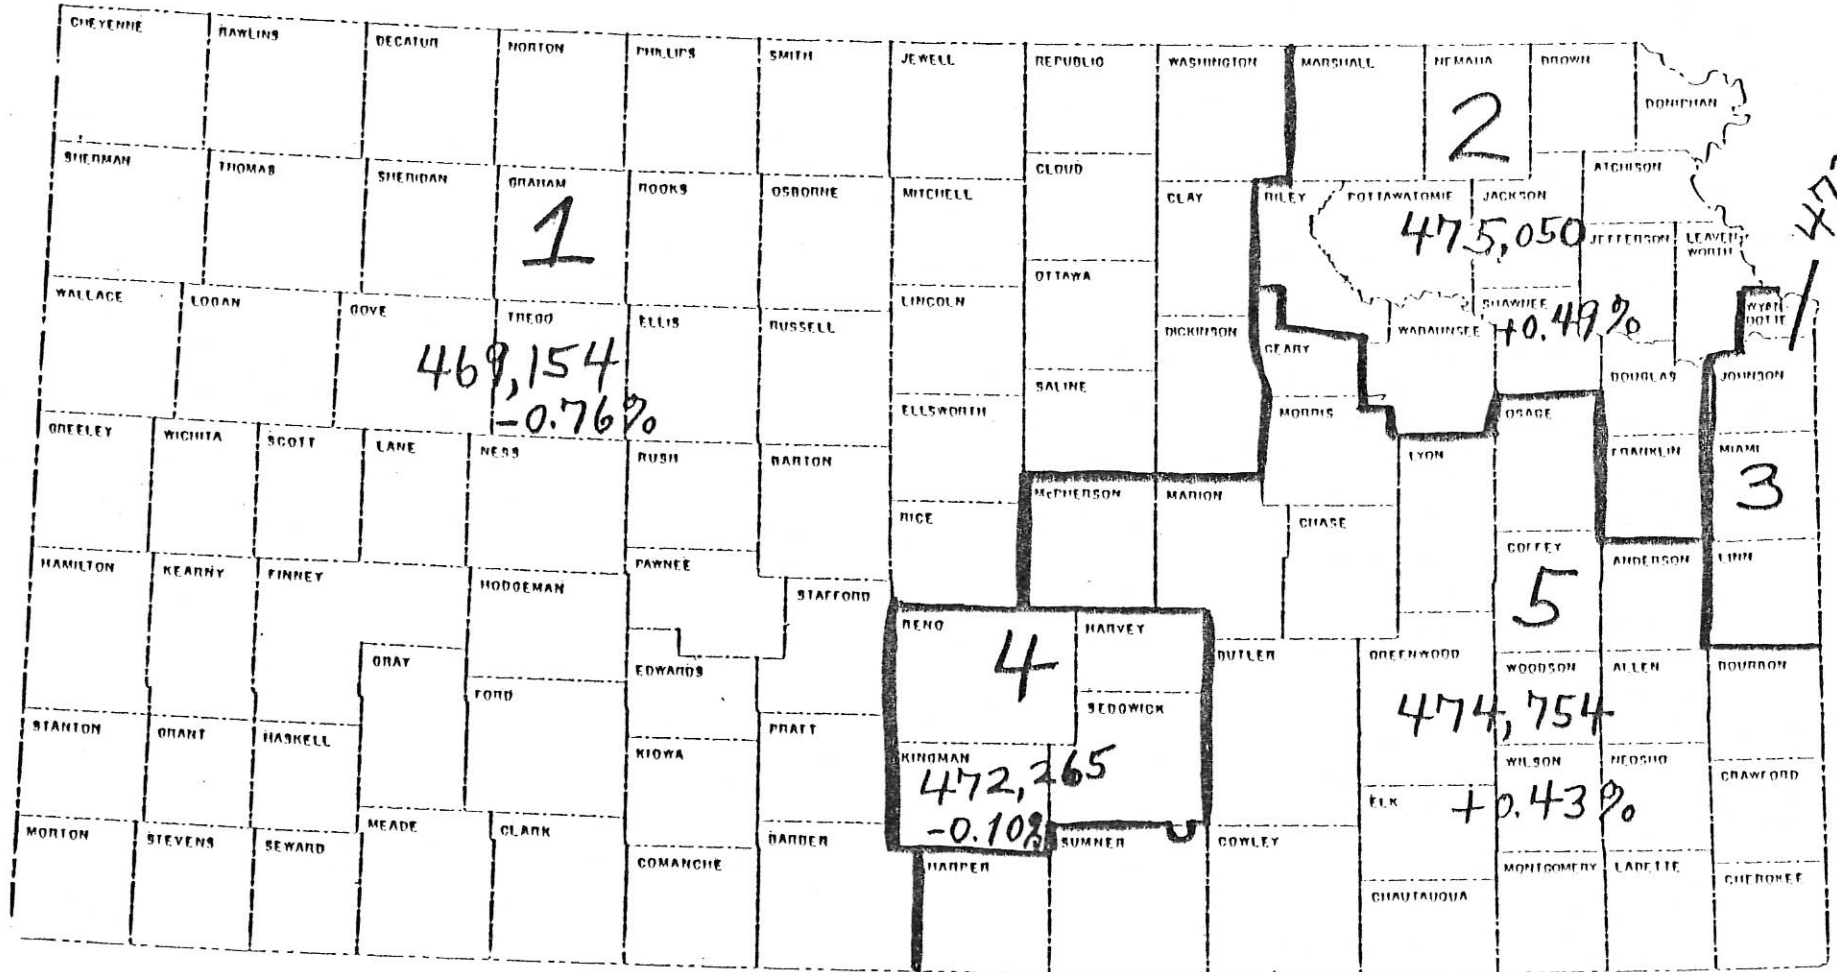 CHEYENNE RAWLINS DECATUR NORTON PHILLIPS SMITH JEWELL REPUBLIC WASHINGTON MARSHALL NEMAHA BROWN
DONIPHAN
2
SHERMAN THOMAS SHERIDAN GRAHAM ROOKS OSBORNE MITCHELL CLOUD CLAY RILEY POTTAWATOMIE JACKSON ATCHISON
1
475,050
JEFFERSON LEAVEN WORTH
47
WALLACE LOGAN GOVE TREGO ELLIS RUSSELL LINCOLN OTTAWA DICKINSON GEARY WABAUNSEE SHAWNEE WYAN DOTTE
+0.49%
469,154
-0.76%
ELLSWORTH SALINE MORRIS OSAGE DOUGLAS JOHNSON
GREELEY WICHITA SCOTT LANE NESS RUSH BARTON LYON FRANKLIN MIAMI
3
RICE McPHERSON MARION CHASE
COFFEY ANDERSON LINN
5
HAMILTON KEARNY FINNEY HODGEMAN PAWNEE STAFFORD
RENO HARVEY
4
GRAY EDWARDS BUTLER GREENWOOD WOODSON ALLEN BOURBON
FORD SEDGWICK
474,754
STANTON GRANT HASKELL KIOWA PRATT KINGMAN WILSON NEOSHO CRAWFORD
472,265
-0.10%
ELK
+0.43%
MORTON STEVENS SEWARD MEADE CLARK COMANCHE BARBER HARPER SUMNER COWLEY
CHAUTAUQUA MONTGOMERY LABETTE CHEROKEE